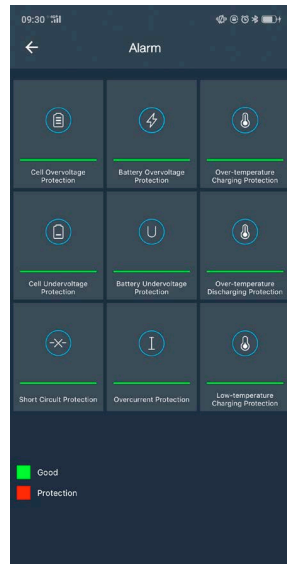 09:30
Alarm
Cell Overvoltage
Protection
Battery Overvoltage
Protection
Over-temperature
Charging Protection
Cell Undervoltage
Protection
Battery Undervoltage
Protection
Over-temperature
Discharging Protection
Short Circuit Protection
Overcurrent Protection
Low-temperature
Charging Protection
Good
Protection